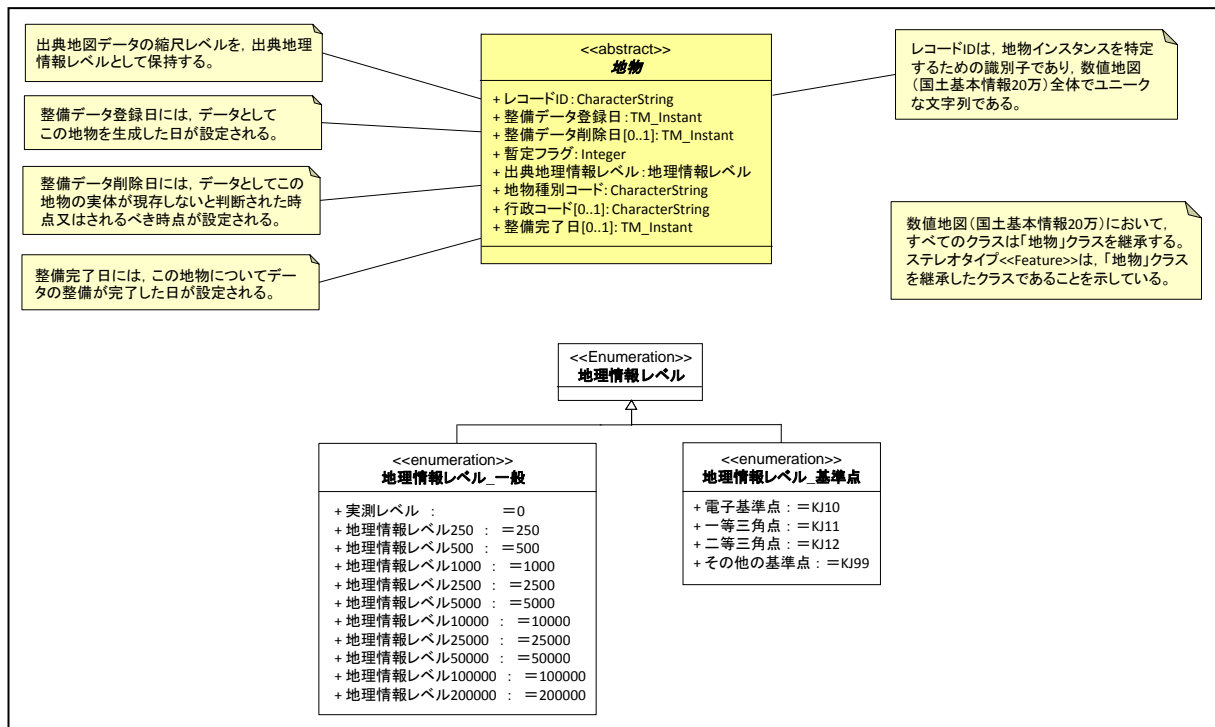 出典地図データの縮尺レベルを，出典地理
情報レベルとして保持する。
整備データ登録日には，データとして
この地物を生成した日が設定される。
整備データ削除日には，データとしてこの
地物の実体が現存しないと判断された時
点又はされるべき時点が設定される。
整備完了日には，この地物についてデー
タの整備が完了した日が設定される。
<<abstract>>
地物
+ レコードID：CharacterString
+ 整備データ登録日：TM_Instant
+ 整備データ削除日[0..1]：TM_Instant
+ 暫定フラグ：Integer
+ 出典地理情報レベル：地理情報レベル
+ 地物種別コード：CharacterString
+ 行政コード[0..1]：CharacterString
+ 整備完了日[0..1]：TM_Instant
レコードIDは，地物インスタンスを特定
するための識別子であり，数値地図
（国土基本情報20万）全体でユニーク
な文字列である。
数値地図（国土基本情報20万）において，
すべてのクラスは「地物」クラスを継承する。
ステレオタイプ<<Feature>>は，「地物」クラス
を継承したクラスであることを示している。
<<Enumeration>>
地理情報レベル
<<enumeration>>
地理情報レベル_一般
+ 実測レベル ： ＝0
+ 地理情報レベル250 ： ＝250
+ 地理情報レベル500 ： ＝500
+ 地理情報レベル1000 ： ＝1000
+ 地理情報レベル2500 ： ＝2500
+ 地理情報レベル5000 ： ＝5000
+ 地理情報レベル10000 ： ＝10000
+ 地理情報レベル25000 ： ＝25000
+ 地理情報レベル50000 ： ＝50000
+ 地理情報レベル100000 ： ＝100000
+ 地理情報レベル200000 ： ＝200000
<<enumeration>>
地理情報レベル_基準点
+ 電子基準点 ： ＝KJ10
+ 一等三角点 ： ＝KJ11
+ 二等三角点 ： ＝KJ12
+ その他の基準点 ： ＝KJ99